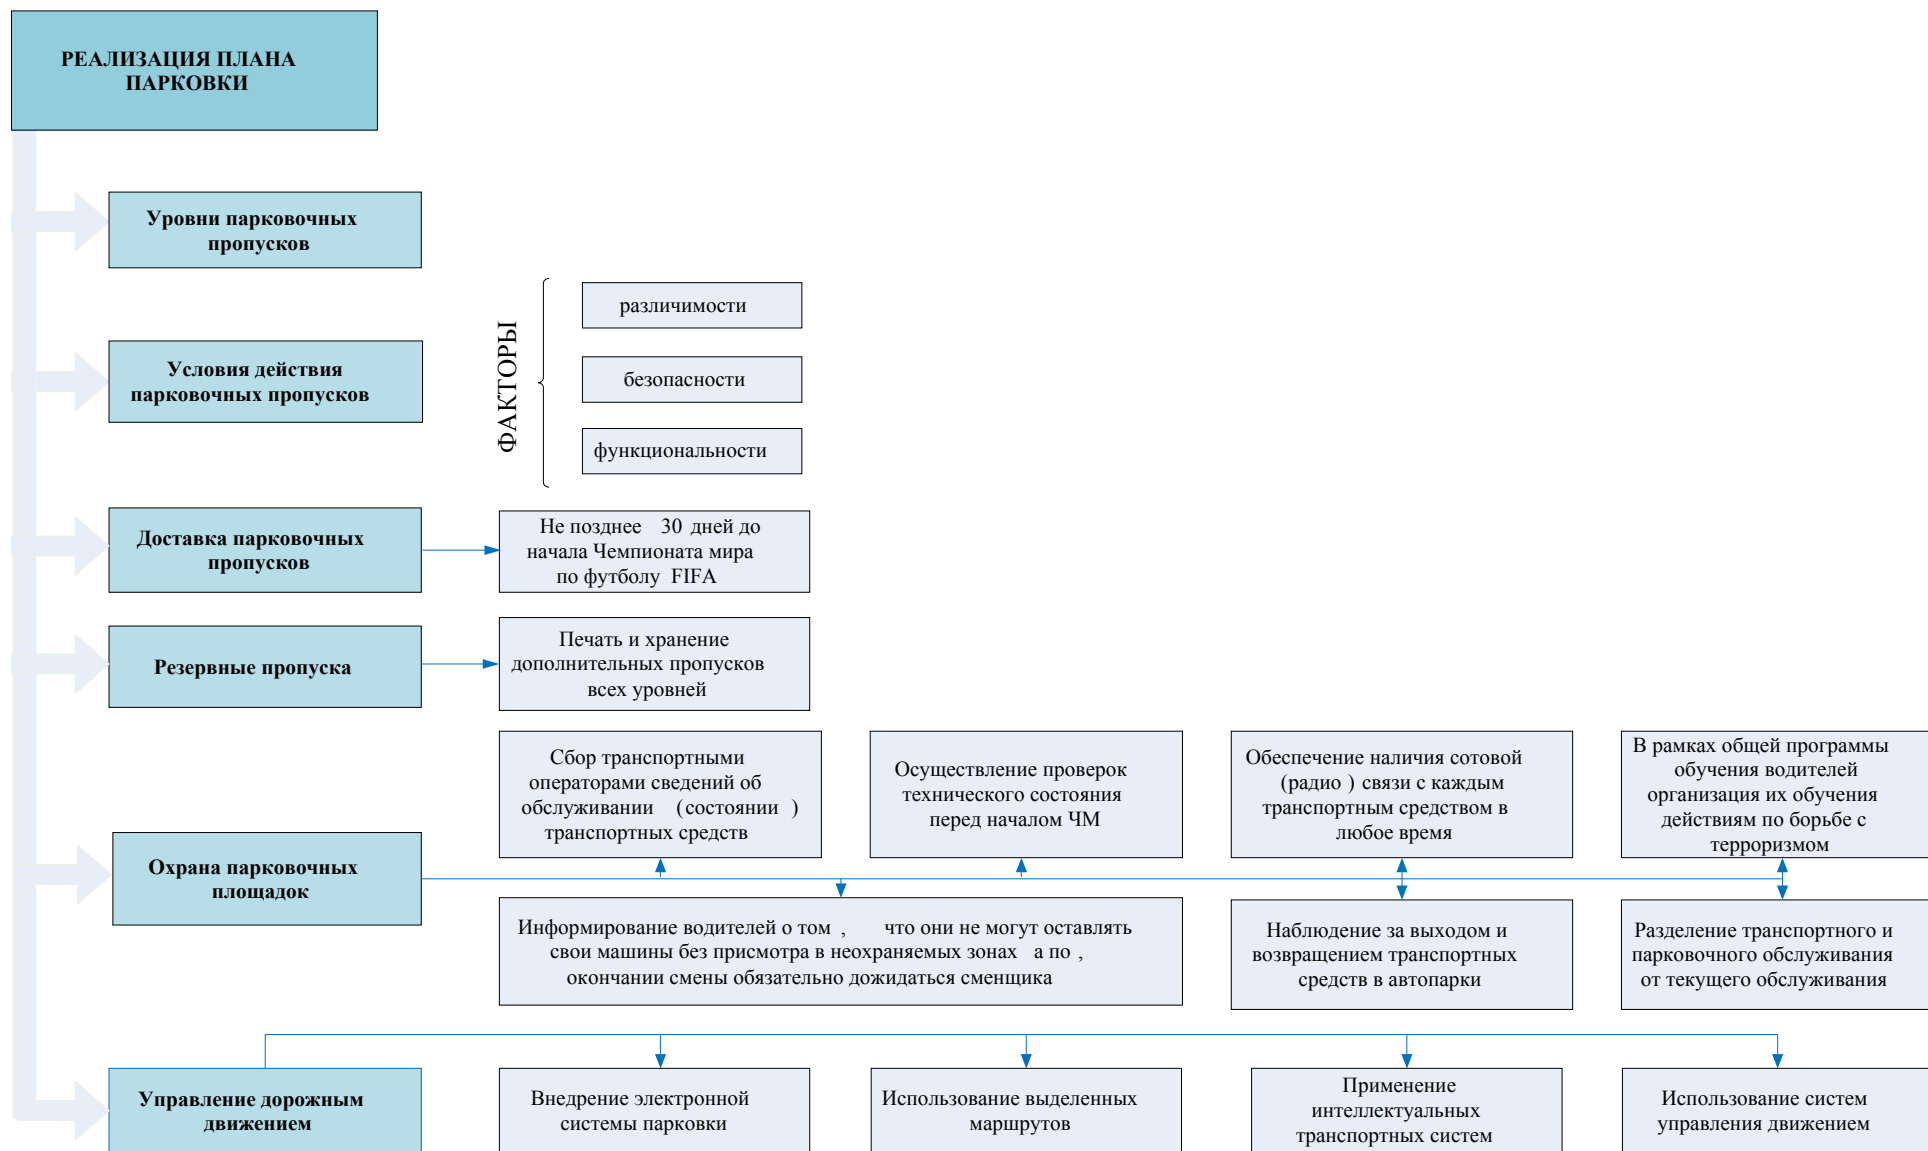 РЕАЛИЗАЦИЯ ПЛАНА
ПАРКОВКИ
Уровни парковочных
пропусков
Условия действия
парковочных пропусков
ФАКТОРЫ
различимости
безопасности
функциональности
Доставка парковочных
пропусков
Не позднее 30 дней до
начала Чемпионата мира
по футболу FIFA
Резервные пропуска
Печать и хранение
дополнительных пропусков
всех уровней
Охрана парковочных
площадок
Сбор транспортными
операторами сведений об
обслуживании (состоянии )
транспортных средств
Осуществление проверок
технического состояния
перед началом ЧМ
Обеспечение наличия сотовой
(радио ) связи с каждым
транспортным средством в
любое время
В рамках общей программы
обучения водителей
организация их обучения
действиям по борьбе с
терроризмом
Информирование водителей о том , что они не могут оставлять
свои машины без присмотра в неохраняемых зонах а по ,
окончании смены обязательно дожидаться сменщика
Наблюдение за выходом и
возвращением транспортных
средств в автопарки
Разделение транспортного и
парковочного обслуживания
от текущего обслуживания
Управление дорожным
движением
Внедрение электронной
системы парковки
Использование выделенных
маршрутов
Применение
интеллектуальных
транспортных систем
Использование систем
управления движением